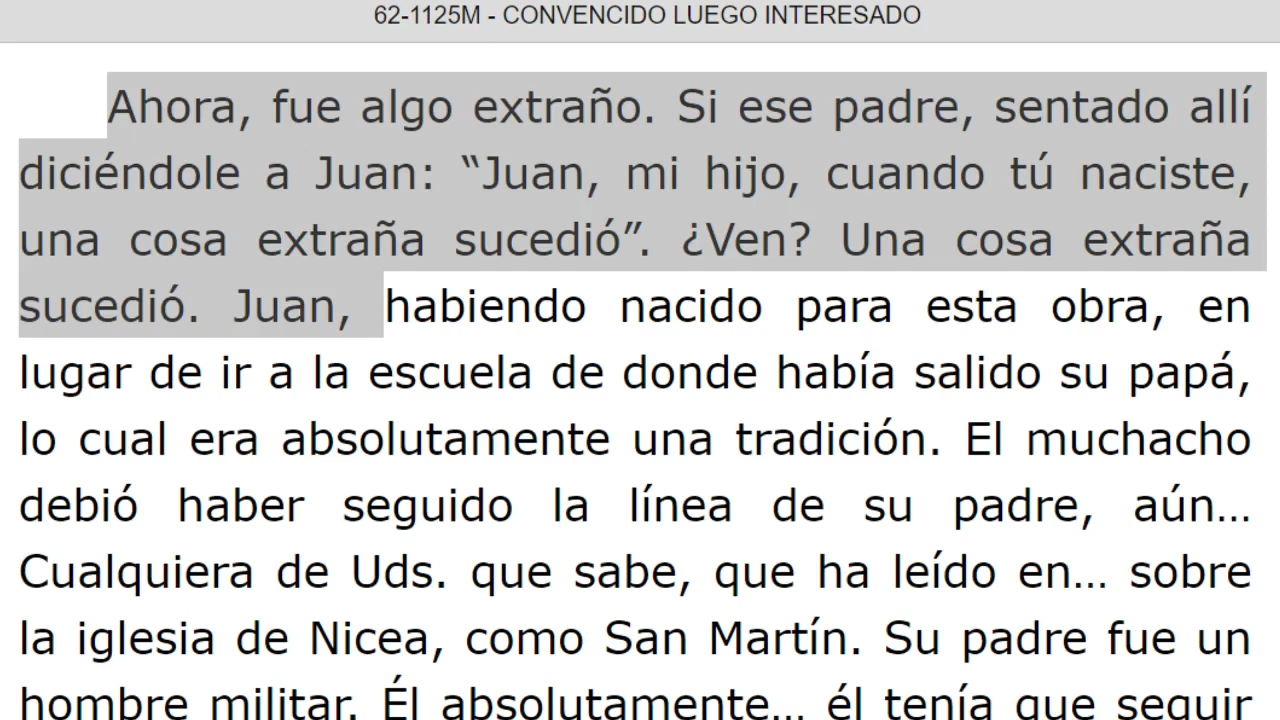 62-1125M - CONVENCIDO LUEGO INTERESADO
Ahora, fue algo extraño. Si ese padre, sentado allí
diciéndole a Juan: “Juan, mi hijo, cuando tú naciste,
una cosa extraña sucedió”. ¿Ven? Una cosa extraña
sucedió. Juan, habiendo nacido para esta obra, en
lugar de ir a la escuela de donde había salido su papá,
lo cual era absolutamente una tradición. El muchacho
debió haber seguido la línea de su padre, aún…
Cualquiera de Uds. que sabe, que ha leído en… sobre
la iglesia de Nicea, como San Martín. Su padre fue un
hombre militar. Él absolutamente… él tenía que seguir